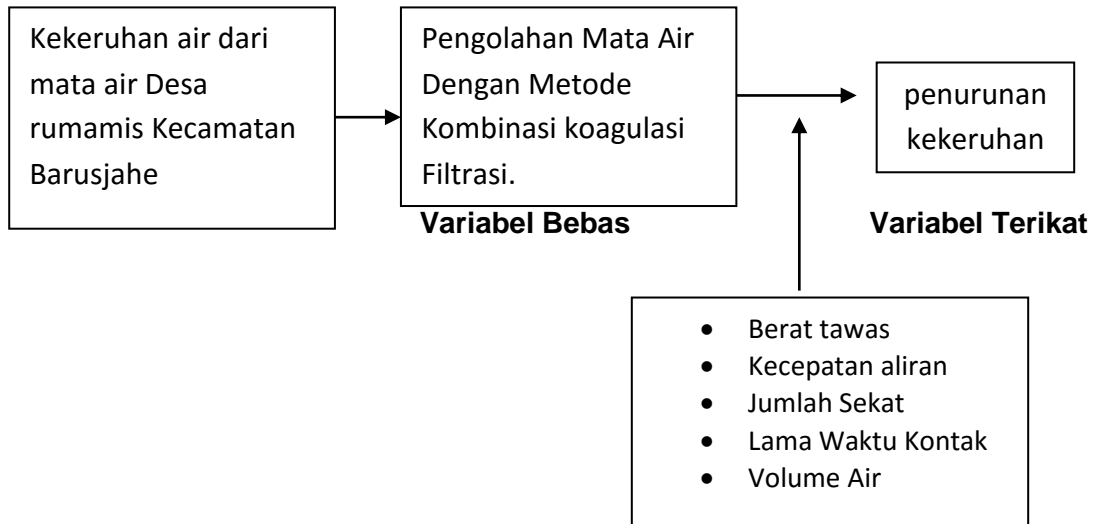 Kekeruhan air dari
mata air Desa
rumamis Kecamatan
Barusjahe
Pengolahan Mata Air
Dengan Metode
Kombinasi koagulasi
Filtrasi.
Variabel Bebas
penurunan
kekeruhan
Variabel Terikat
• Berat tawas
• Kecepatan aliran
• Jumlah Sekat
• Lama Waktu Kontak
• Volume Air